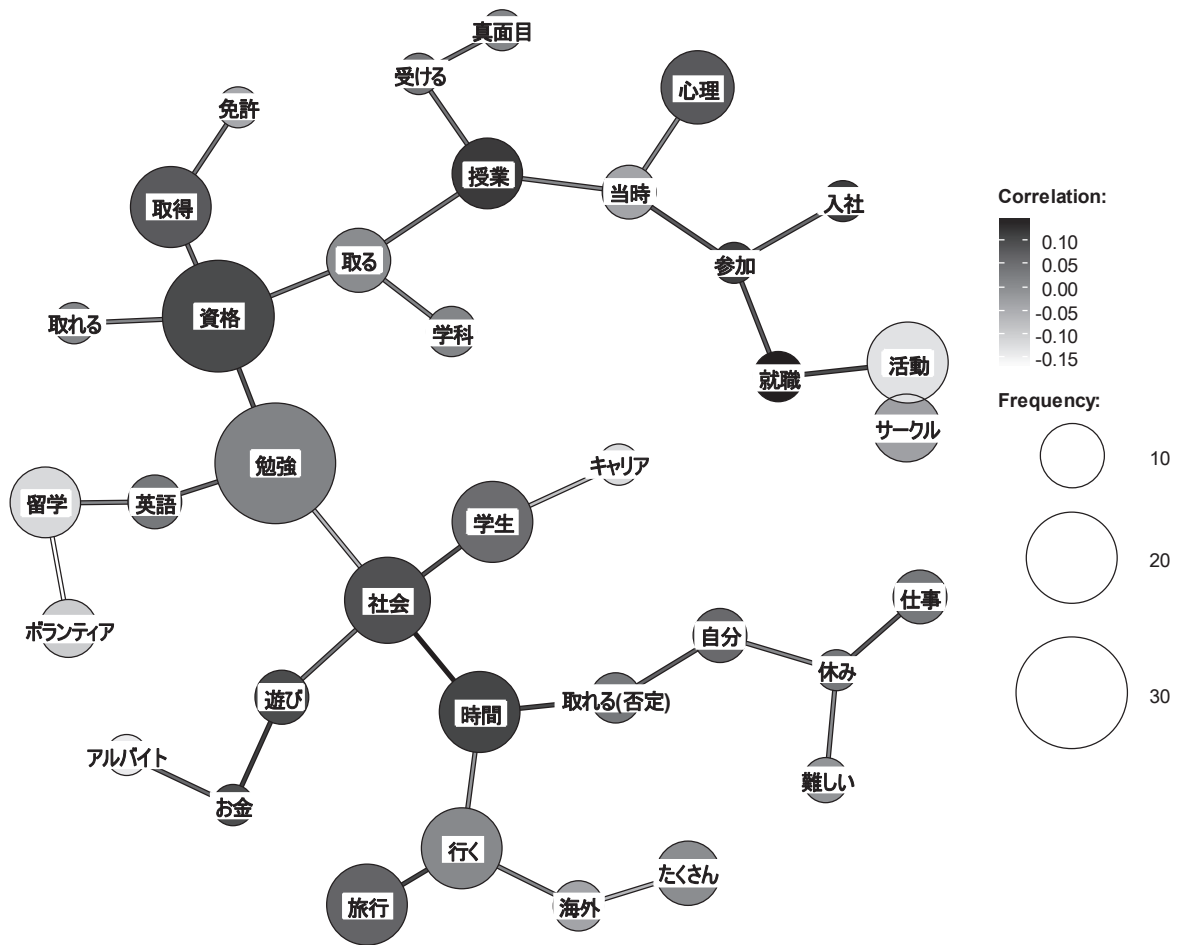 真面目
受ける
心理
免許
授業
当時
取得
入社
取る
参加
資格
取れる
学科
就職
活動
サークル
勉強
キャリア
留学
英語
学生
社会
仕事
ボランティア
自分
休み
遊び
時間
取れる(否定)
アルバイト
お金
難しい
行く
たくさん
旅行
海外
Correlation:
0.10
0.05
0.00
-0.05
-0.10
-0.15
Frequency:
10
20
30